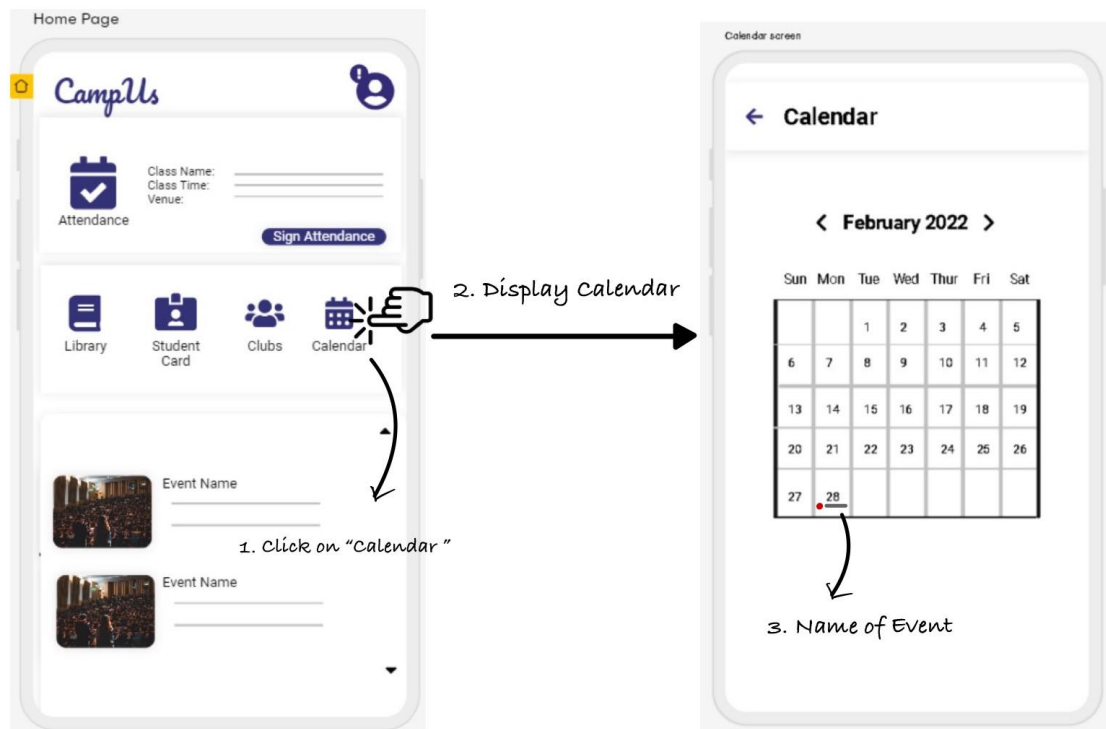 Home Page
CampUs
!
Attendance
Class Name:
Class Time:
Venue:
Sign Attendance
Library
Student
Card
Clubs
Calendar
Event Name
Event Name
1. Click on "Calendar "
2. Display Calendar
Calendar screen
Calendar
February 2022
Sun Mon Tue Wed Thur Fri Sat
1 2 3 4 5
6 7 8 9 10 11 12
13 14 15 16 17 18 19
20 21 22 23 24 25 26
27 28
3. Name of Event